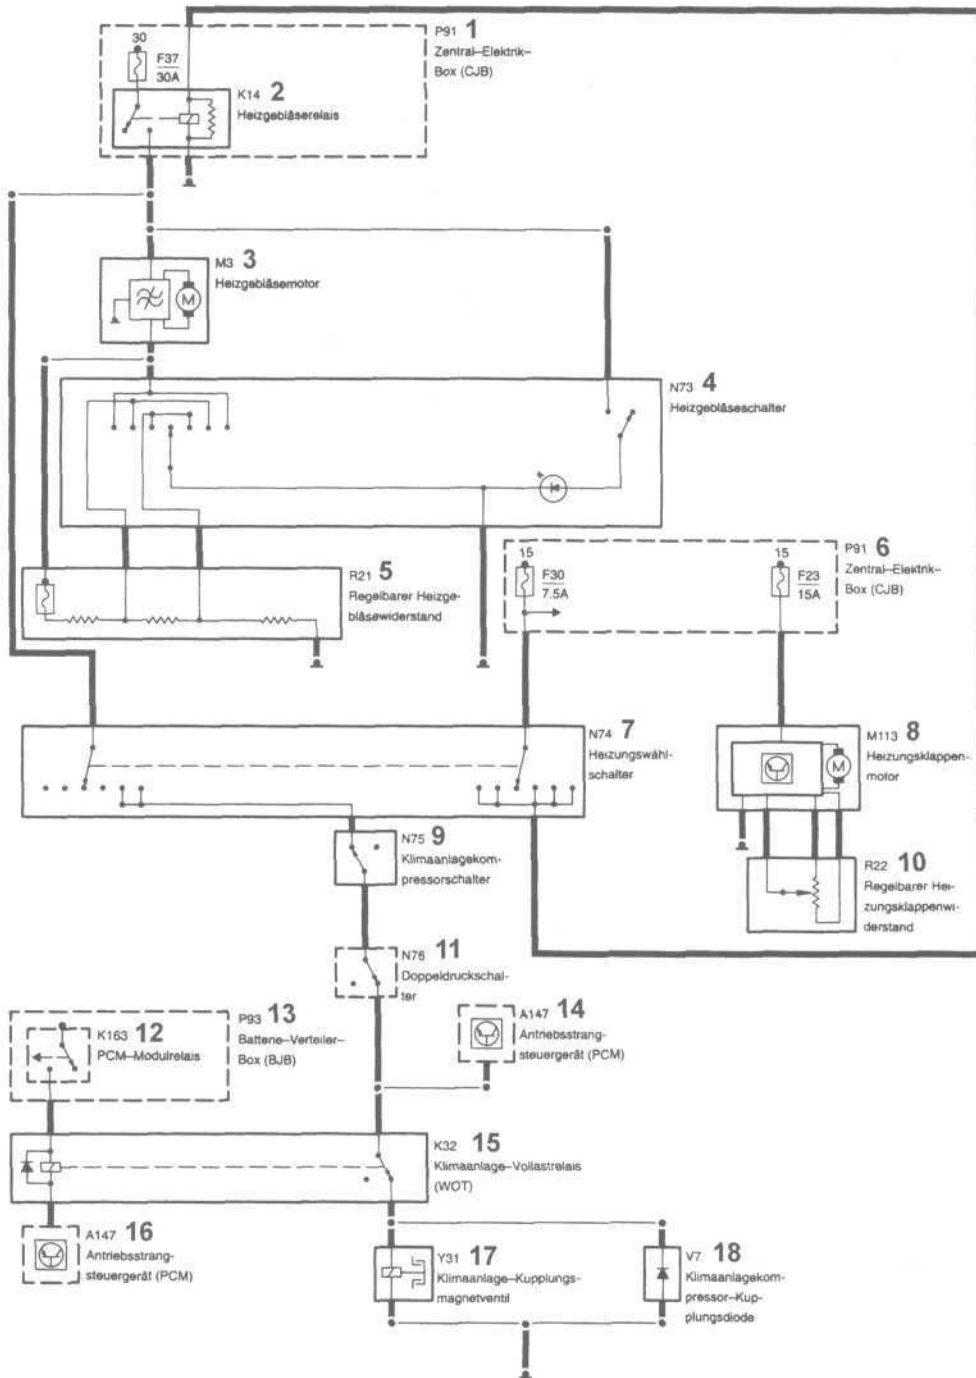 P91 1
Zentral–Elektrik–
Box (CJB)
30
F37
30A
K14 2
Heizgebläserelais
M3 3
Heizgebläsemotor
M
N73 4
Heizgebläseschalter
R21 5
Regelbarer Heizge-
bläsewiderstand
15
F30
7.5A
15
F23
15A
P91 6
Zentral–Elektrik–
Box (CJB)
N74 7
Heizungswähl-
schalter
M113 8
Heizungsklappen-
motor
M
N75 9
Klimaanlagekom-
pressorschalter
R22 10
Regelbarer Hei-
zungsklappenwi-
derstand
N76 11
Doppeldruckschal-
ter
K163 12
PCM–Modulrelais
P93 13
Batterie–Verteiler–
Box (BJB)
A147 14
Antriebsstrang-
steuergerät (PCM)
K32 15
Klimaanlage–Vollastrelais
(WOT)
A147 16
Antriebsstrang-
steuergerät (PCM)
Y31 17
Klimaanlage–Kupplungs-
magnetventil
V7 18
Klimaanlagekom-
pressor–Kup-
plungsdiode